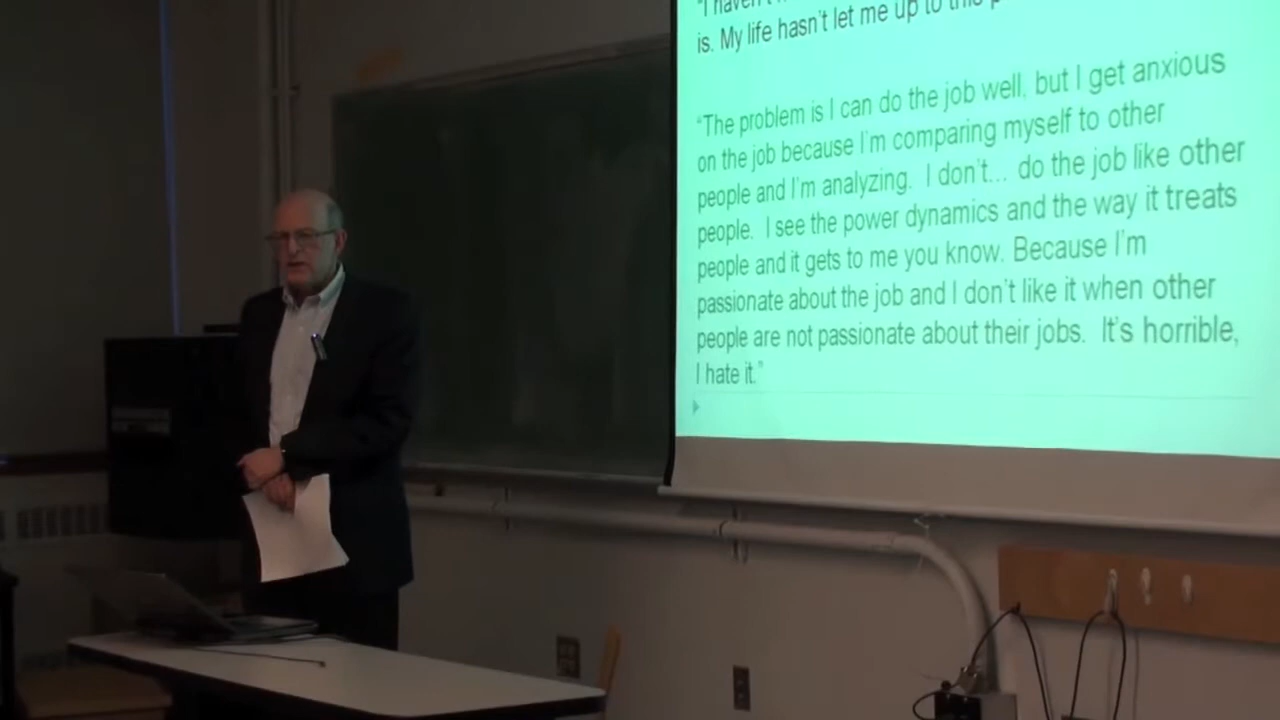 "I haven't
is. My life hasn't let me up to this
"The problem is I can do the job well, but I get anxious
on the job because I'm comparing myself to other
people and I'm analyzing. I don't... do the job like other
people. I see the power dynamics and the way it treats
people and it gets to me you know. Because I'm
passionate about the job and I don't like it when other
people are not passionate about their jobs. It's horrible,
I hate it."